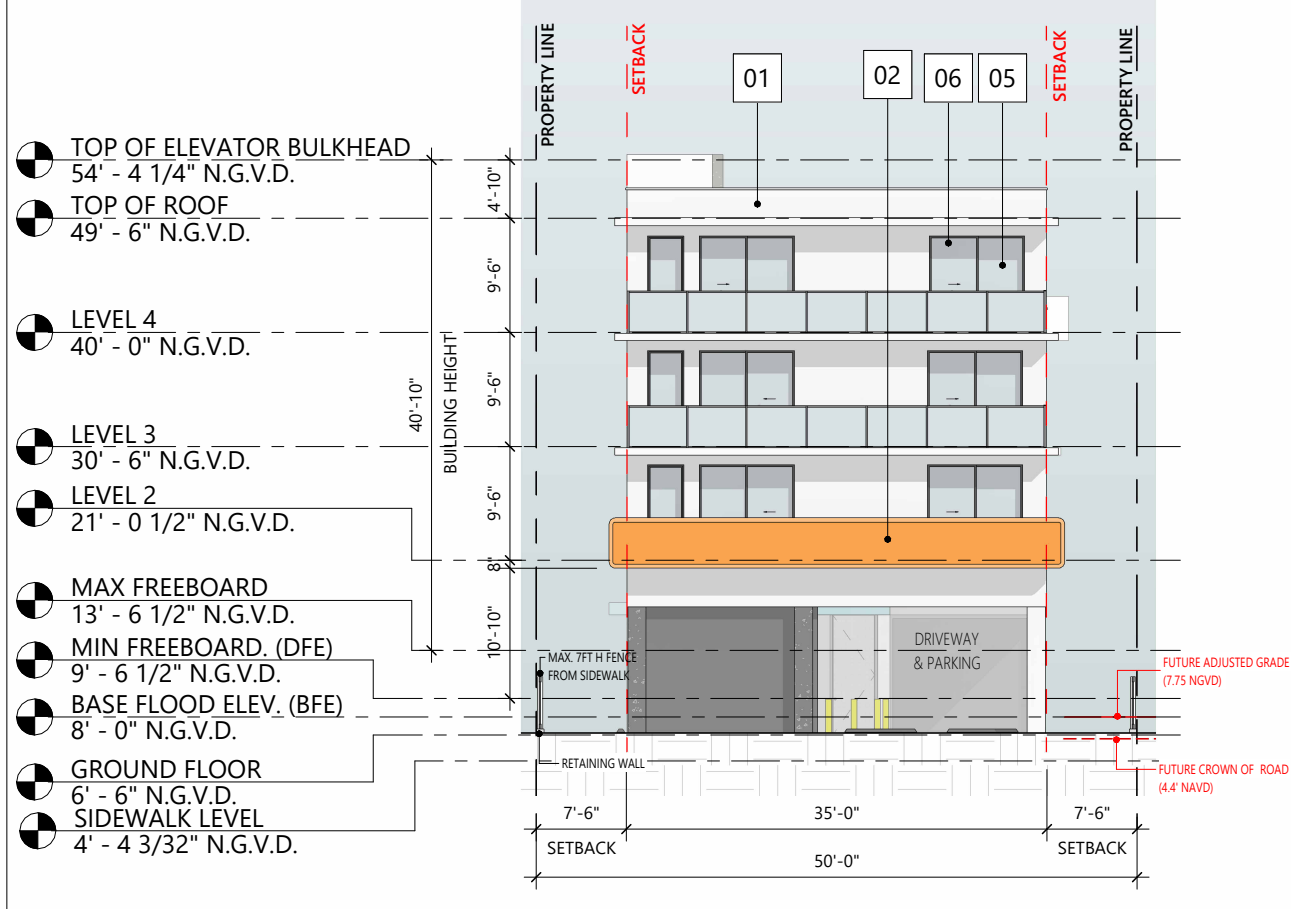 PROPERTY LINE
SETBACK
SETBACK
PROPERTY LINE
01
02
06
05
TOP OF ELEVATOR BULKHEAD
54' - 4 1/4" N.G.V.D.
TOP OF ROOF
49' - 6" N.G.V.D.
LEVEL 4
40' - 0" N.G.V.D.
LEVEL 3
30' - 6" N.G.V.D.
LEVEL 2
21' - 0 1/2" N.G.V.D.
MAX FREEBOARD
13' - 6 1/2" N.G.V.D.
MIN FREEBOARD. (DFE)
9' - 6 1/2" N.G.V.D.
BASE FLOOD ELEV. (BFE)
8' - 0" N.G.V.D.
GROUND FLOOR
6' - 6" N.G.V.D.
SIDEWALK LEVEL
4' - 4 3/32" N.G.V.D.
40'-10"
BUILDING HEIGHT
4'-10"
9'-6"
9'-6"
9'-6"
8"
10'-10"
MAX. 7FT H FENCE
FROM SIDEWALK
RETAINING WALL
DRIVEWAY
& PARKING
FUTURE ADJUSTED GRADE
(7.75 NGVD)
FUTURE CROWN OF ROAD
(4.4' NAVD)
7'-6"
35'-0"
7'-6"
SETBACK
SETBACK
50'-0"